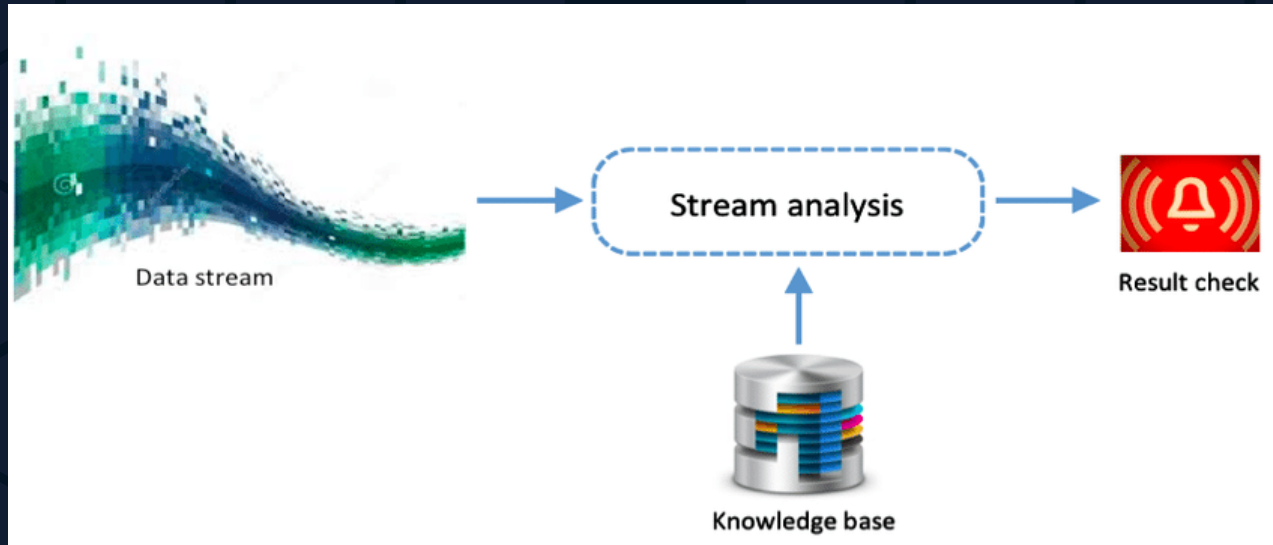 Data stream
Stream analysis
Result check
Knowledge base